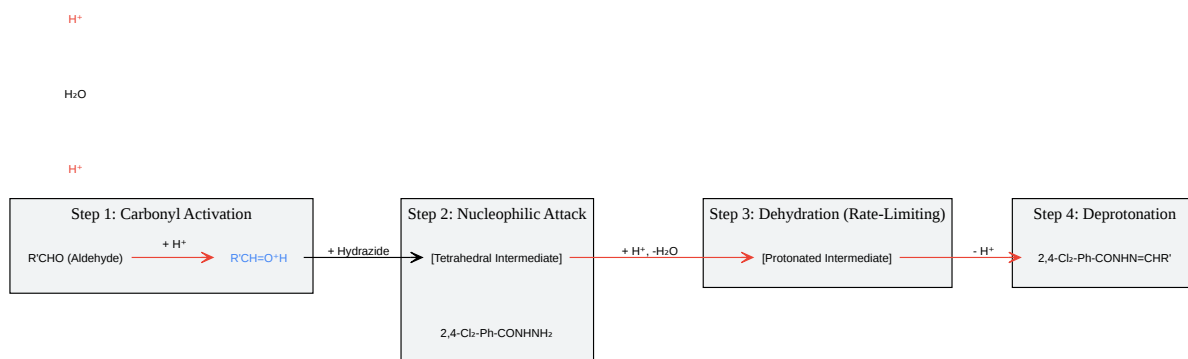 H⁺
H₂O
H⁺
Step 1: Carbonyl Activation
R'CHO (Aldehyde)
+ H⁺
R'CH=O⁺H
+ Hydrazide
Step 2: Nucleophilic Attack
[Tetrahedral Intermediate]
2,4-Cl₂-Ph-CONHNH₂
+ H⁺, -H₂O
Step 3: Dehydration (Rate-Limiting)
[Protonated Intermediate]
- H⁺
Step 4: Deprotonation
2,4-Cl₂-Ph-CONHN=CHR'